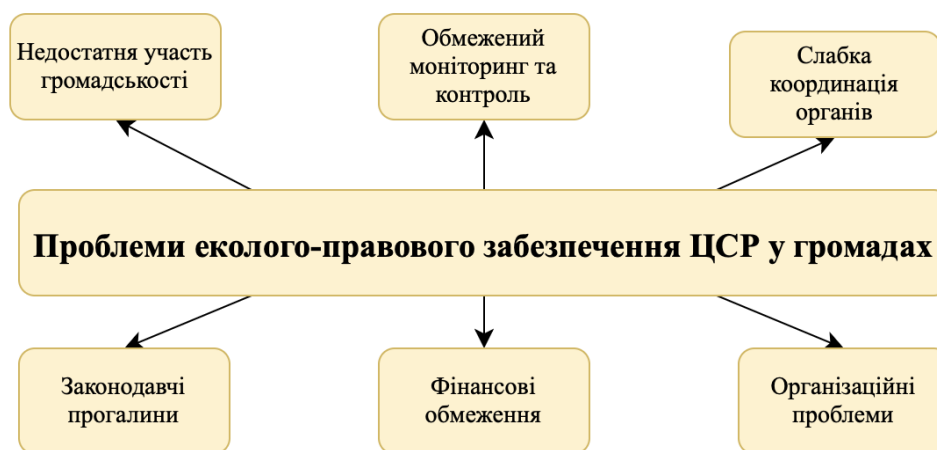 Недостатня участь
громадськості
Обмежений
моніторинг та
контроль
Слабка
координація
органів
Проблеми еколого-правового забезпечення ЦСР у громадах
Законодавчі
прогалини
Фінансові
обмеження
Організаційні
проблеми